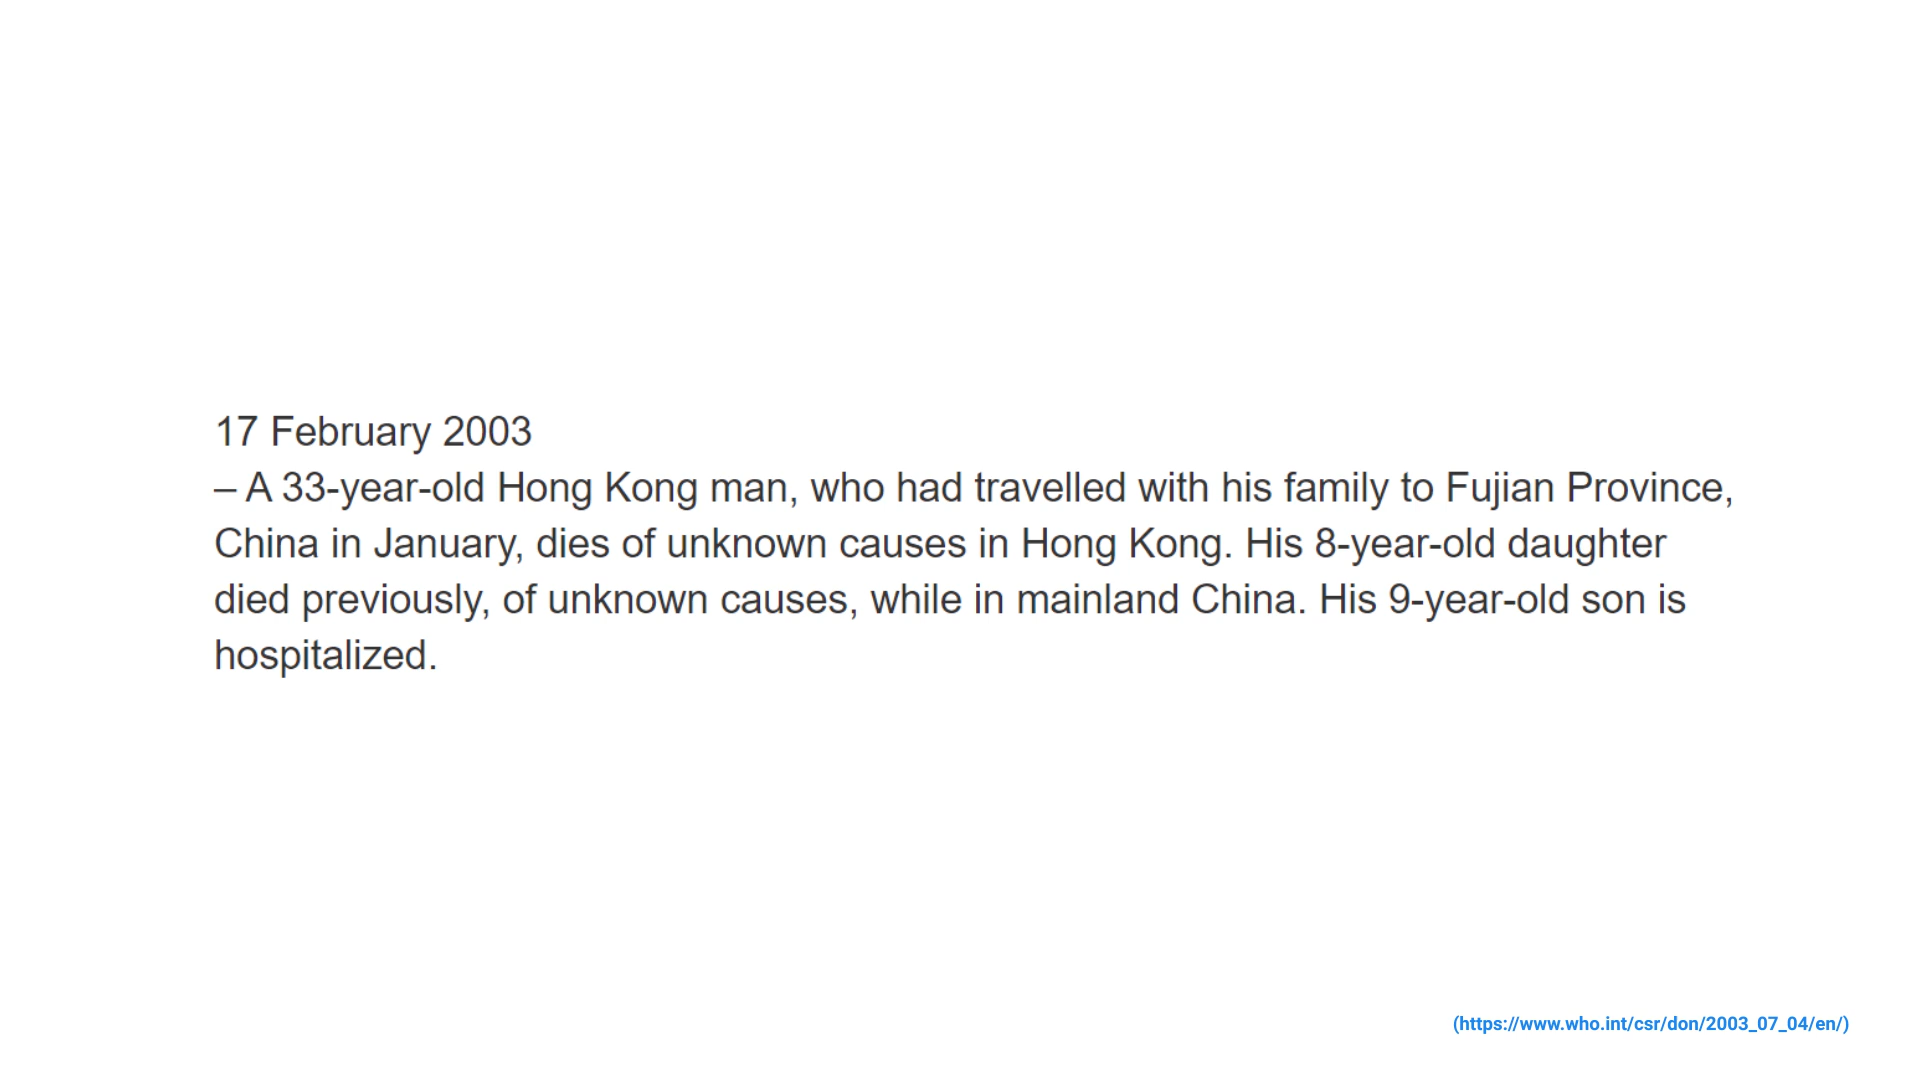 17 February 2003
– A 33-year-old Hong Kong man, who had travelled with his family to Fujian Province,
China in January, dies of unknown causes in Hong Kong. His 8-year-old daughter
died previously, of unknown causes, while in mainland China. His 9-year-old son is
hospitalized.
(https://www.who.int/csr/don/2003_07_04/en/)